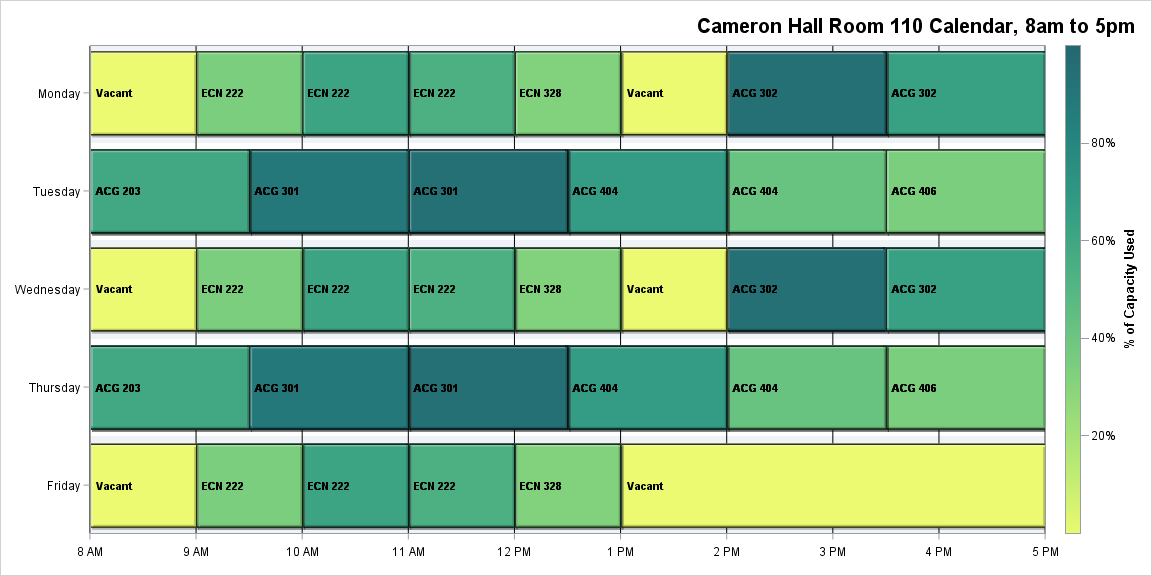 Cameron Hall Room 110 Calendar, 8am to 5pm
Monday
Vacant
ECN 222
ECN 222
ECN 222
ECN 328
Vacant
ACG 302
ACG 302
Tuesday
ACG 203
ACG 301
ACG 301
ACG 404
ACG 404
ACG 406
Wednesday
Vacant
ECN 222
ECN 222
ECN 222
ECN 328
Vacant
ACG 302
ACG 302
Thursday
ACG 203
ACG 301
ACG 301
ACG 404
ACG 404
ACG 406
Friday
Vacant
ECN 222
ECN 222
ECN 222
ECN 328
Vacant
8 AM
9 AM
10 AM
11 AM
12 PM
1 PM
2 PM
3 PM
4 PM
5 PM
80%
60%
40%
20%
% of Capacity Used